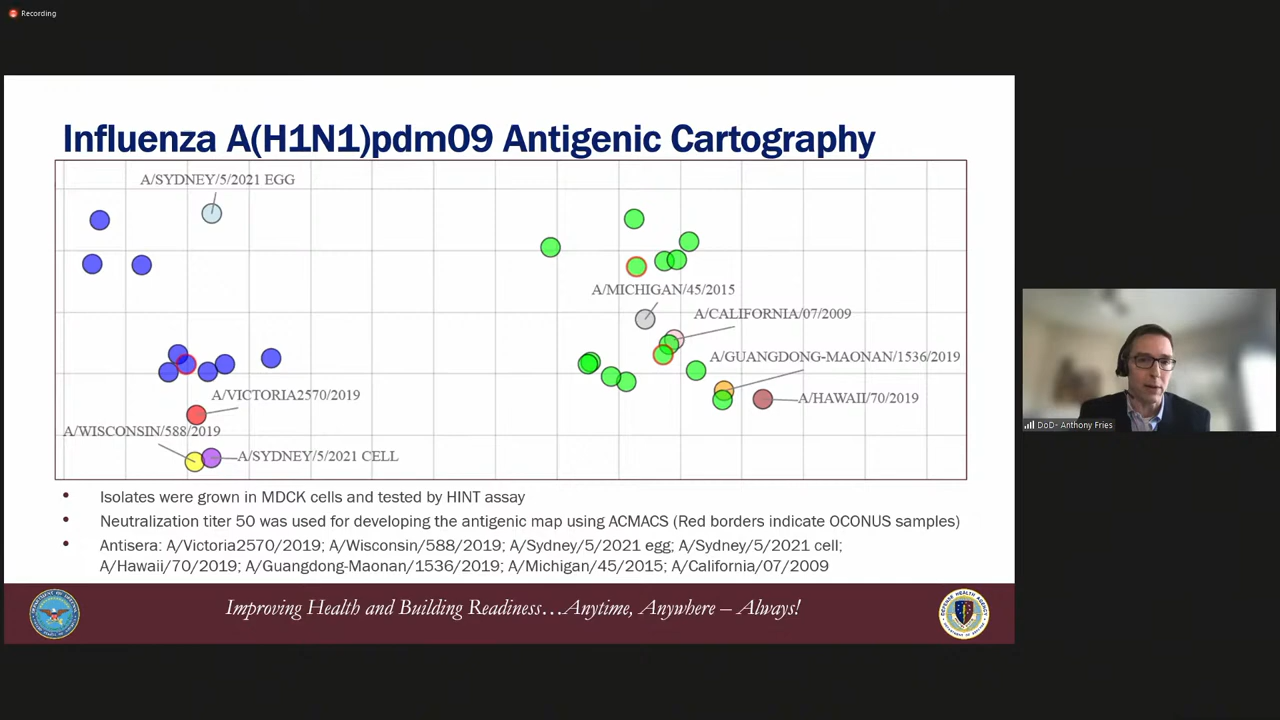 Recording
Influenza A(H1N1)pdm09 Antigenic Cartography
A/SYDNEY/5/2021 EGG
A/MICHIGAN/45/2015
A/CALIFORNIA/07/2009
A/GUANGDONG-MAONAN/1536/2019
A/VICTORIA2570/2019
A/HAWAII/70/2019
A/WISCONSIN/588/2019
A/SYDNEY/5/2021 CELL
• Isolates were grown in MDCK cells and tested by HINT assay
• Neutralization titer 50 was used for developing the antigenic map using ACMACS (Red borders indicate OCONUS samples)
• Antisera: A/Victoria2570/2019; A/Wisconsin/588/2019; A/Sydney/5/2021 egg; A/Sydney/5/2021 cell;
A/Hawaii/70/2019; A/Guangdong-Maonan/1536/2019; A/Michigan/45/2015; A/California/07/2009
Improving Health and Building Readiness…Anytime, Anywhere – Always!
DoD- Anthony Fries